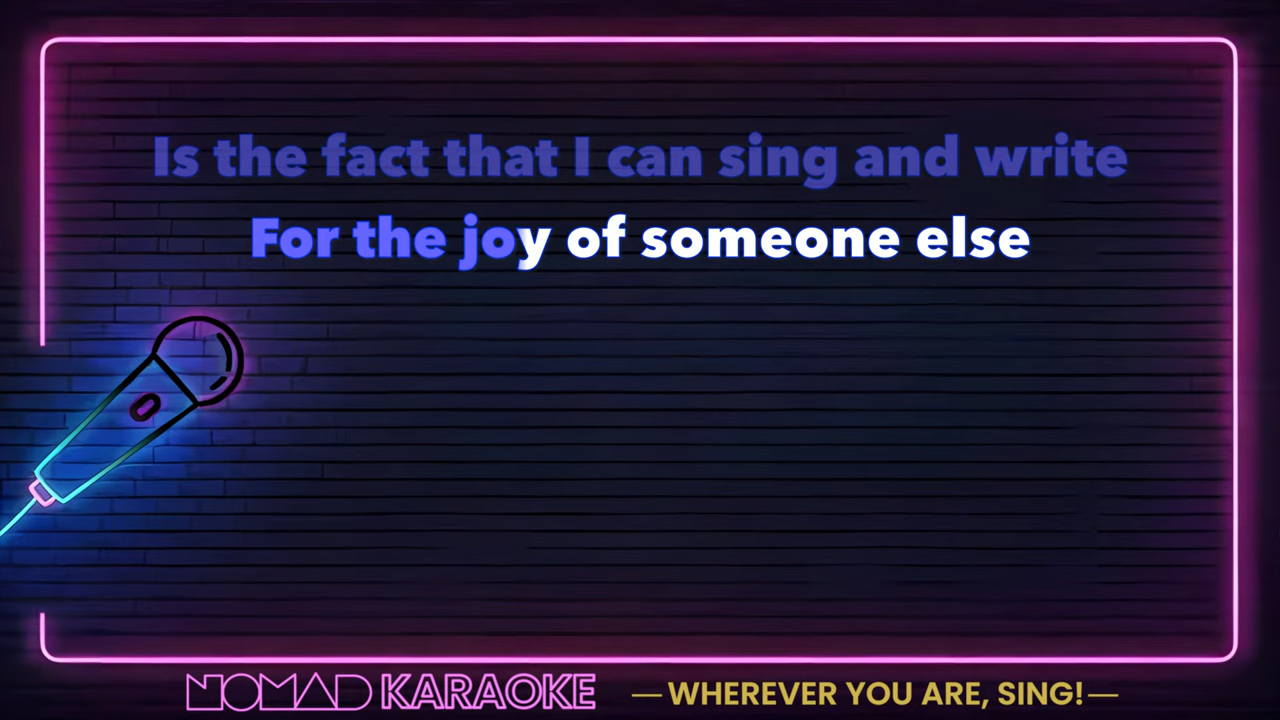 Is the fact that I can sing and write
For the joy of someone else
NOMAD KARAOKE —WHEREVER YOU ARE, SING!—